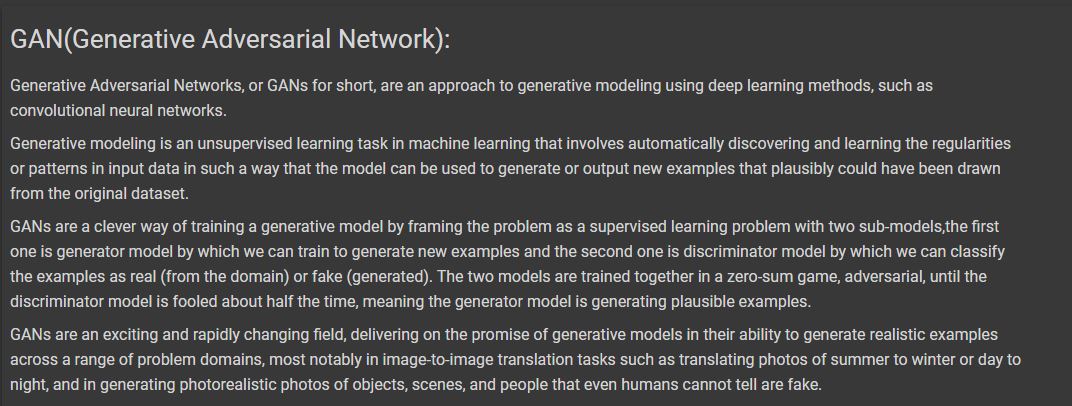 GAN(Generative Adversarial Network):
Generative Adversarial Networks, or GANs for short, are an approach to generative modeling using deep learning methods, such as
convolutional neural networks.
Generative modeling is an unsupervised learning task in machine learning that involves automatically discovering and learning the regularities
or patterns in input data in such a way that the model can be used to generate or output new examples that plausibly could have been drawn
from the original dataset.
GANs are a clever way of training a generative model by framing the problem as a supervised learning problem with two sub-models,the first
one is generator model by which we can train to generate new examples and the second one is discriminator model by which we can classify
the examples as real (from the domain) or fake (generated). The two models are trained together in a zero-sum game, adversarial, until the
discriminator model is fooled about half the time, meaning the generator model is generating plausible examples.
GANs are an exciting and rapidly changing field, delivering on the promise of generative models in their ability to generate realistic examples
across a range of problem domains, most notably in image-to-image translation tasks such as translating photos of summer to winter or day to
night, and in generating photorealistic photos of objects, scenes, and people that even humans cannot tell are fake.